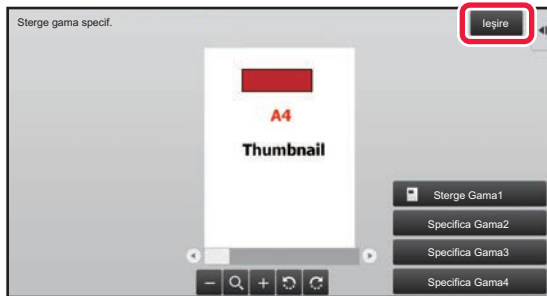 Sterge gama specif.
Ieşire
A4
Thumbnail
Sterge Gama1
Specifica Gama2
Specifica Gama3
Specifica Gama4